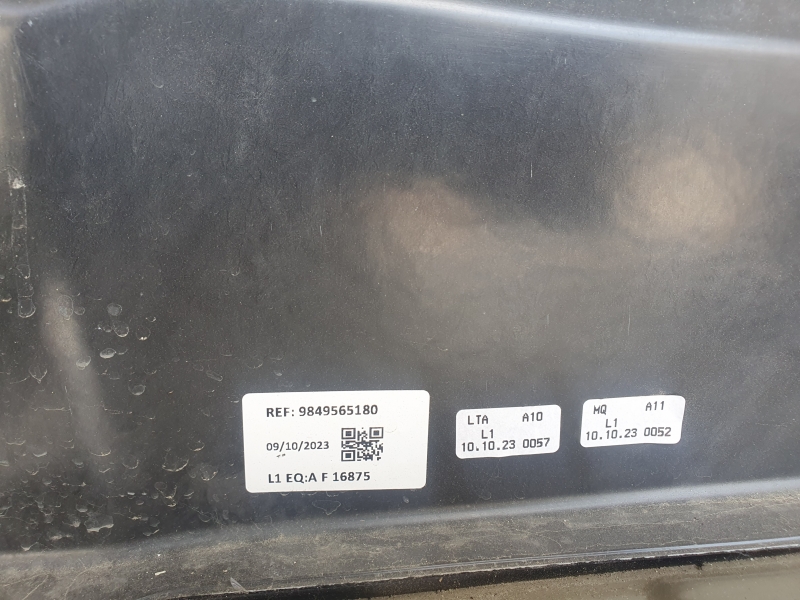 REF: 9849565180
09/10/2023
L1 EQ:A F 16875
LTA A10
L1
10.10.23 0057
MQ A11
L1
10.10.23 0052